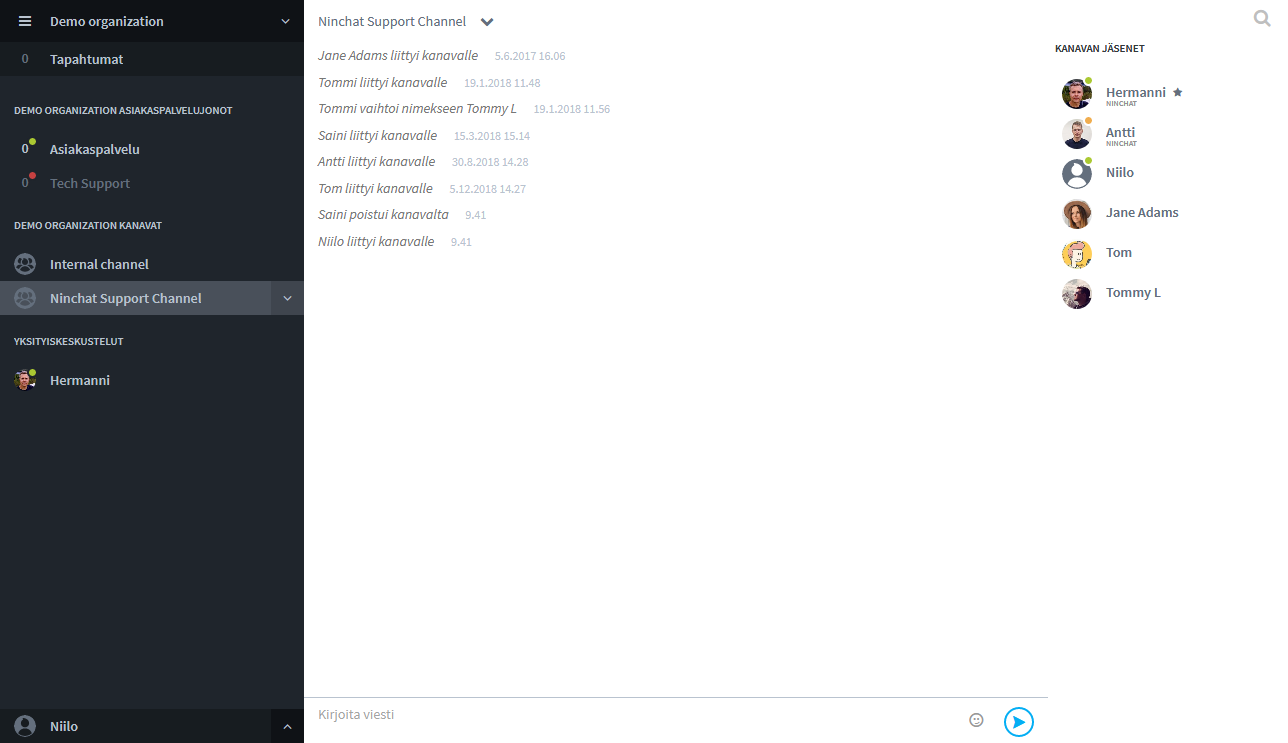 Demo organization
0 Tapahtumat
DEMO ORGANIZATION ASIAKASPALVELUJONOT
0 Asiakaspalvelu
0 Tech Support
DEMO ORGANIZATION KANAVAT
Internal channel
Ninchat Support Channel
YKSITYISKESKUSTELUT
Hermanni
Niilo
Ninchat Support Channel
Jane Adams liittyi kanavalle 5.6.2017 16.06
Tommi liittyi kanavalle 19.1.2018 11.48
Tommi vaihtoi nimekseen Tommy L 19.1.2018 11.56
Saini liittyi kanavalle 15.3.2018 15.14
Antti liittyi kanavalle 30.8.2018 14.28
Tom liittyi kanavalle 5.12.2018 14.27
Saini poistui kanavalta 9.41
Niilo liittyi kanavalle 9.41
Kirjoita viesti
KANAVAN JÄSENET
Hermanni
NINCHAT
Antti
NINCHAT
Niilo
Jane Adams
Tom
Tommy L